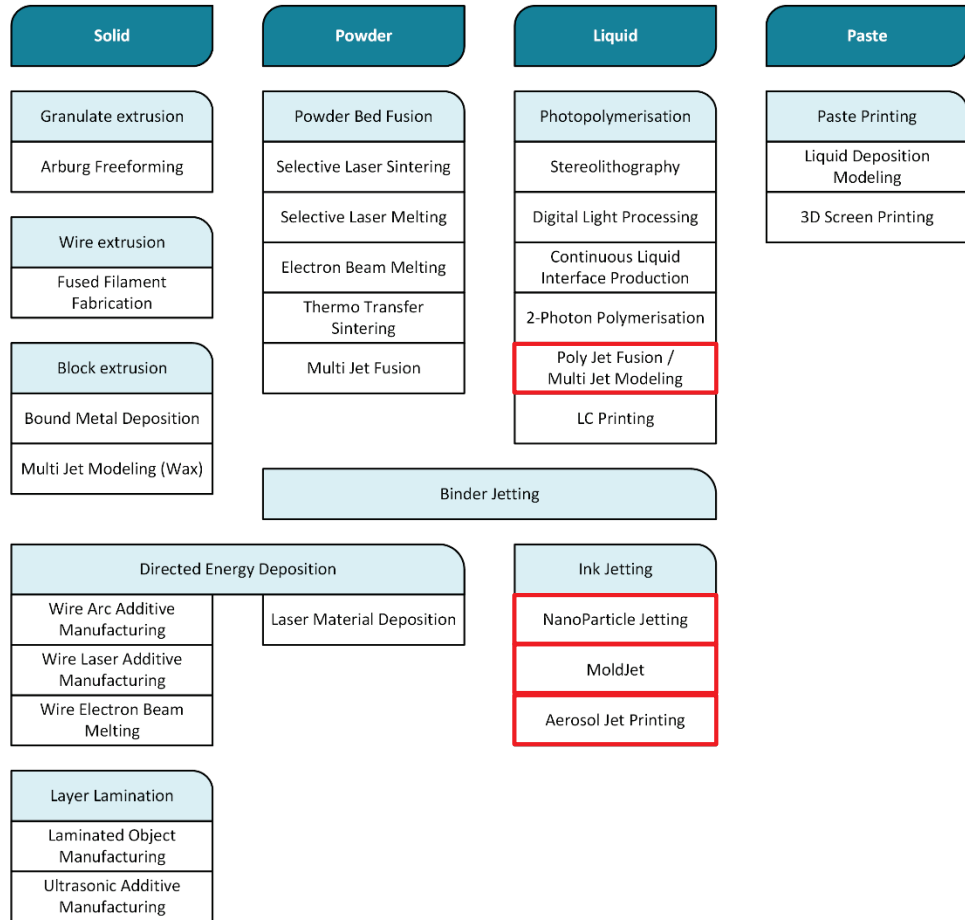 Solid
Powder
Liquid
Paste
Granulate extrusion
Arburg Freeforming
Wire extrusion
Fused Filament
Fabrication
Block extrusion
Bound Metal Deposition
Multi Jet Modeling (Wax)
Powder Bed Fusion
Selective Laser Sintering
Selective Laser Melting
Electron Beam Melting
Thermo Transfer
Sintering
Multi Jet Fusion
Photopolymerisation
Stereolithography
Digital Light Processing
Continuous Liquid
Interface Production
2-Photon Polymerisation
Poly Jet Fusion /
Multi Jet Modeling
LC Printing
Paste Printing
Liquid Deposition
Modeling
3D Screen Printing
Binder Jetting
Directed Energy Deposition
Wire Arc Additive
Manufacturing
Wire Laser Additive
Manufacturing
Wire Electron Beam
Melting
Laser Material Deposition
Ink Jetting
NanoParticle Jetting
MoldJet
Aerosol Jet Printing
Layer Lamination
Laminated Object
Manufacturing
Ultrasonic Additive
Manufacturing